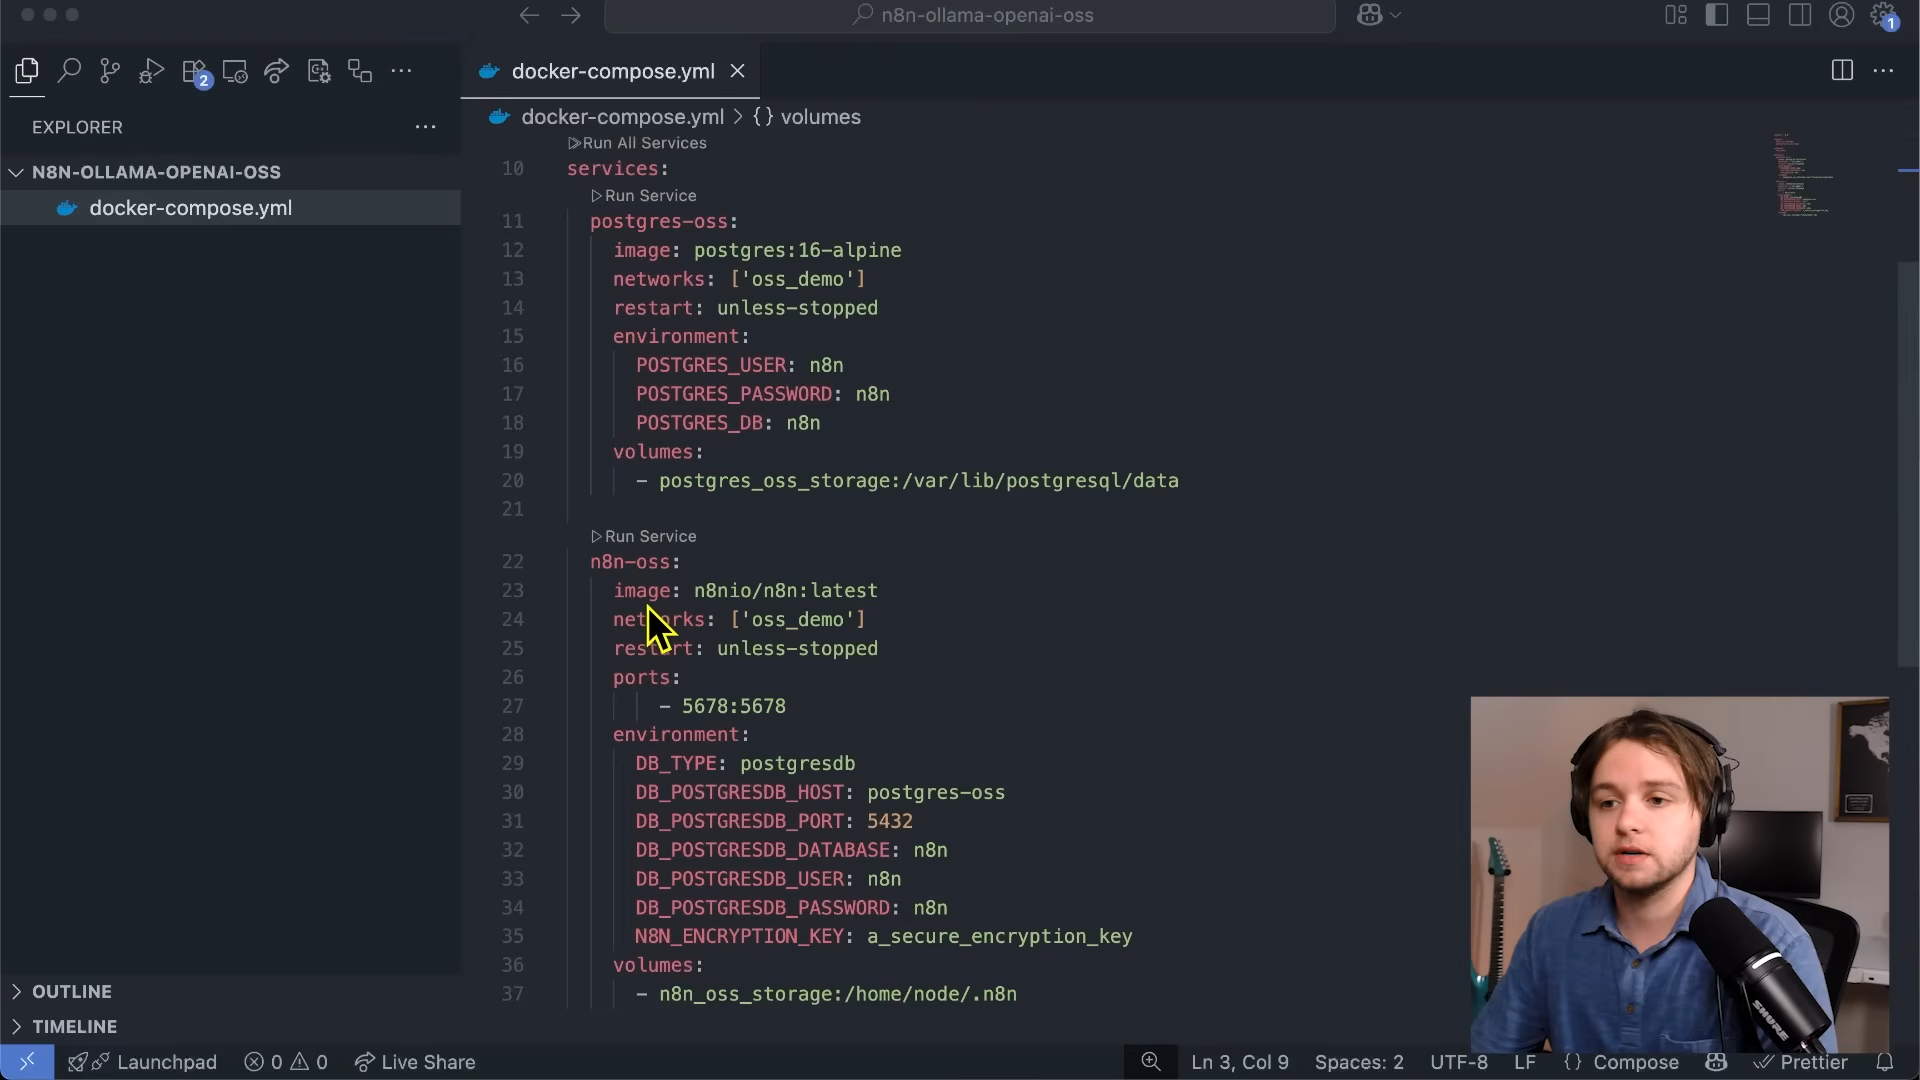 n8n-ollama-openai-oss
1
2
docker-compose.yml
EXPLORER
docker-compose.yml > {} volumes
N8N-OLLAMA-OPENAI-OSS
docker-compose.yml
Run All Services
10 services:
Run Service
11 postgres-oss:
12 image: postgres:16-alpine
13 networks: ['oss_demo']
14 restart: unless-stopped
15 environment:
16 POSTGRES_USER: n8n
17 POSTGRES_PASSWORD: n8n
18 POSTGRES_DB: n8n
19 volumes:
20 - postgres_oss_storage:/var/lib/postgresql/data
21
Run Service
22 n8n-oss:
23 image: n8nio/n8n:latest
24 networks: ['oss_demo']
25 restart: unless-stopped
26 ports:
27 - 5678:5678
28 environment:
29 DB_TYPE: postgresdb
30 DB_POSTGRESDB_HOST: postgres-oss
31 DB_POSTGRESDB_PORT: 5432
32 DB_POSTGRESDB_DATABASE: n8n
33 DB_POSTGRESDB_USER: n8n
34 DB_POSTGRESDB_PASSWORD: n8n
35 N8N_ENCRYPTION_KEY: a_secure_encryption_key
36 volumes:
37 - n8n_oss_storage:/home/node/.n8n
OUTLINE
TIMELINE
SHURE
Launchpad 0 0 Live Share Ln 3, Col 9 Spaces: 2 UTF-8 LF {} Compose Prettier